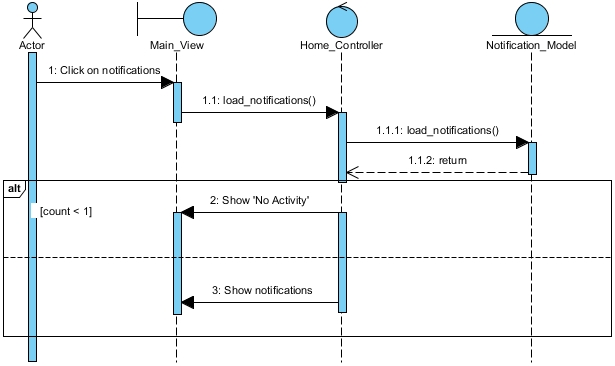 Actor
Main_View
Home_Controller
Notification_Model
1: Click on notifications
1.1: load_notifications()
1.1.1: load_notifications()
1.1.2: return
alt
[count < 1]
2: Show 'No Activity'
3: Show notifications